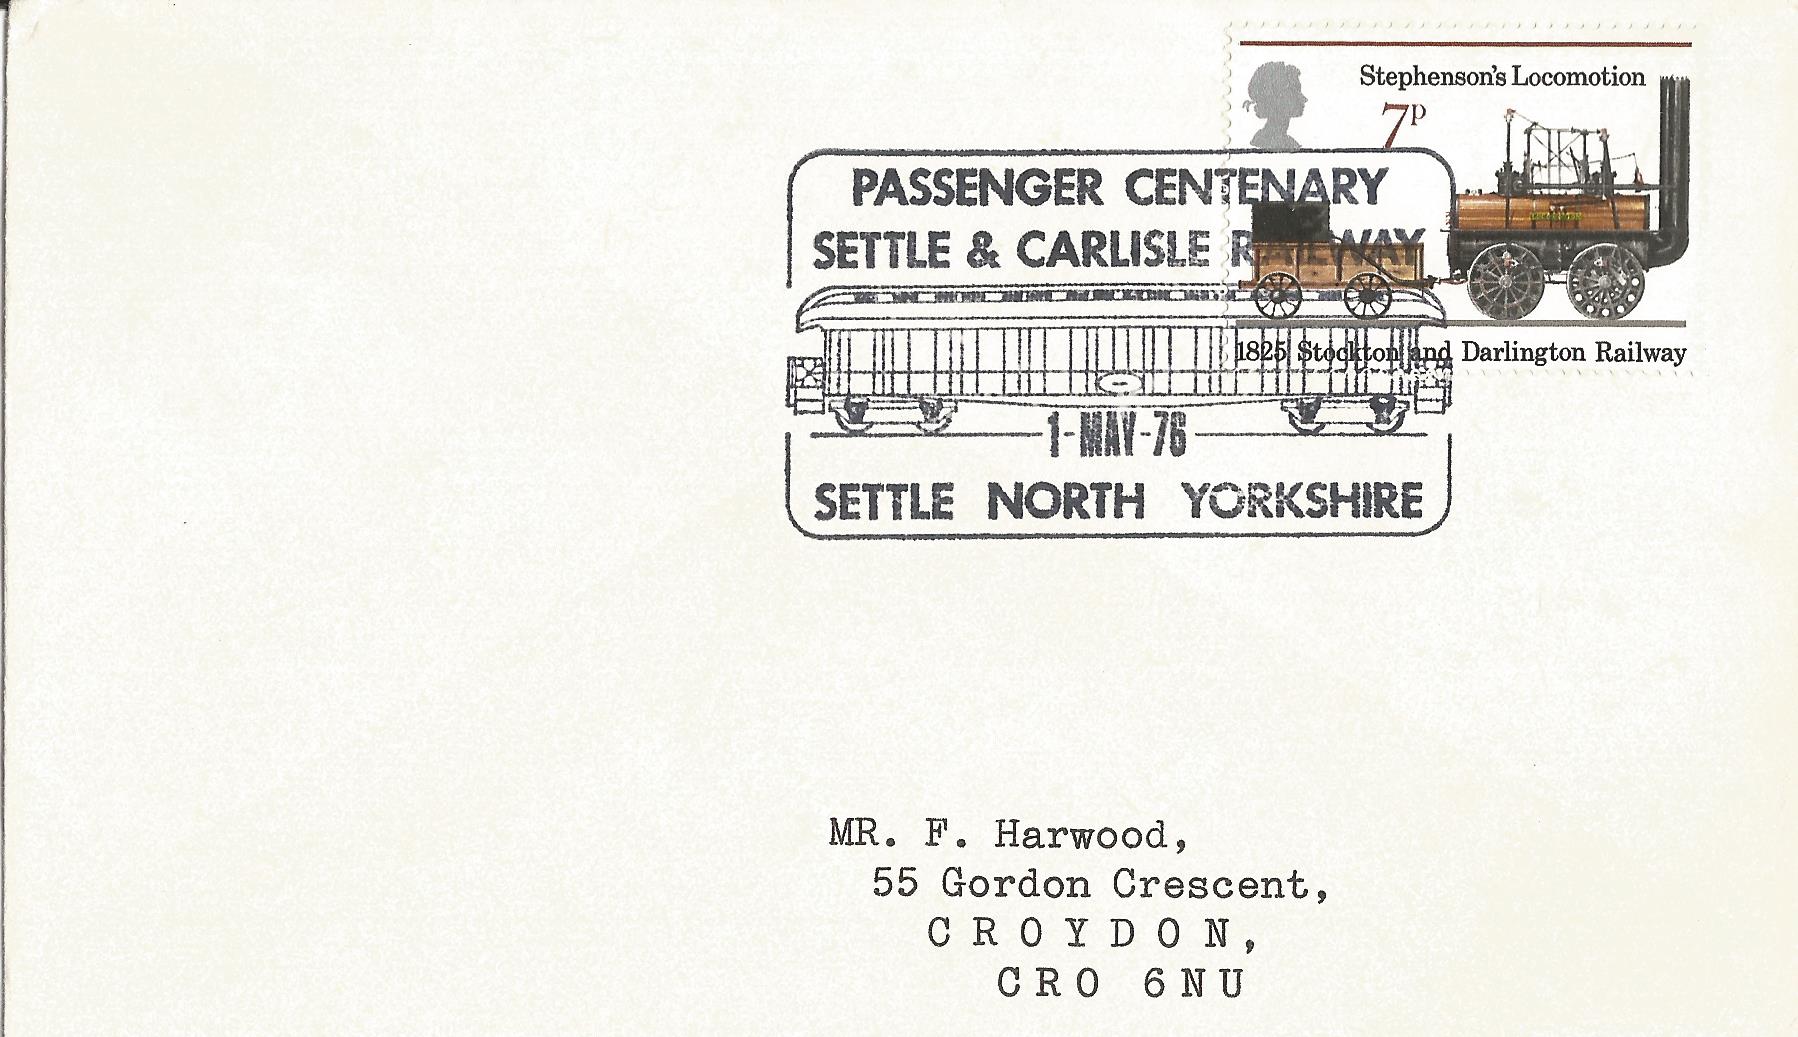 Stephenson's Locomotion
7p
PASSENGER CENTENARY
SETTLE & CARLISLE RAILWAY
1825 Stockton and Darlington Railway
1-MAY-76
SETTLE NORTH YORKSHIRE
MR. F. Harwood,
55 Gordon Crescent,
CROYDON,
CRO 6NU